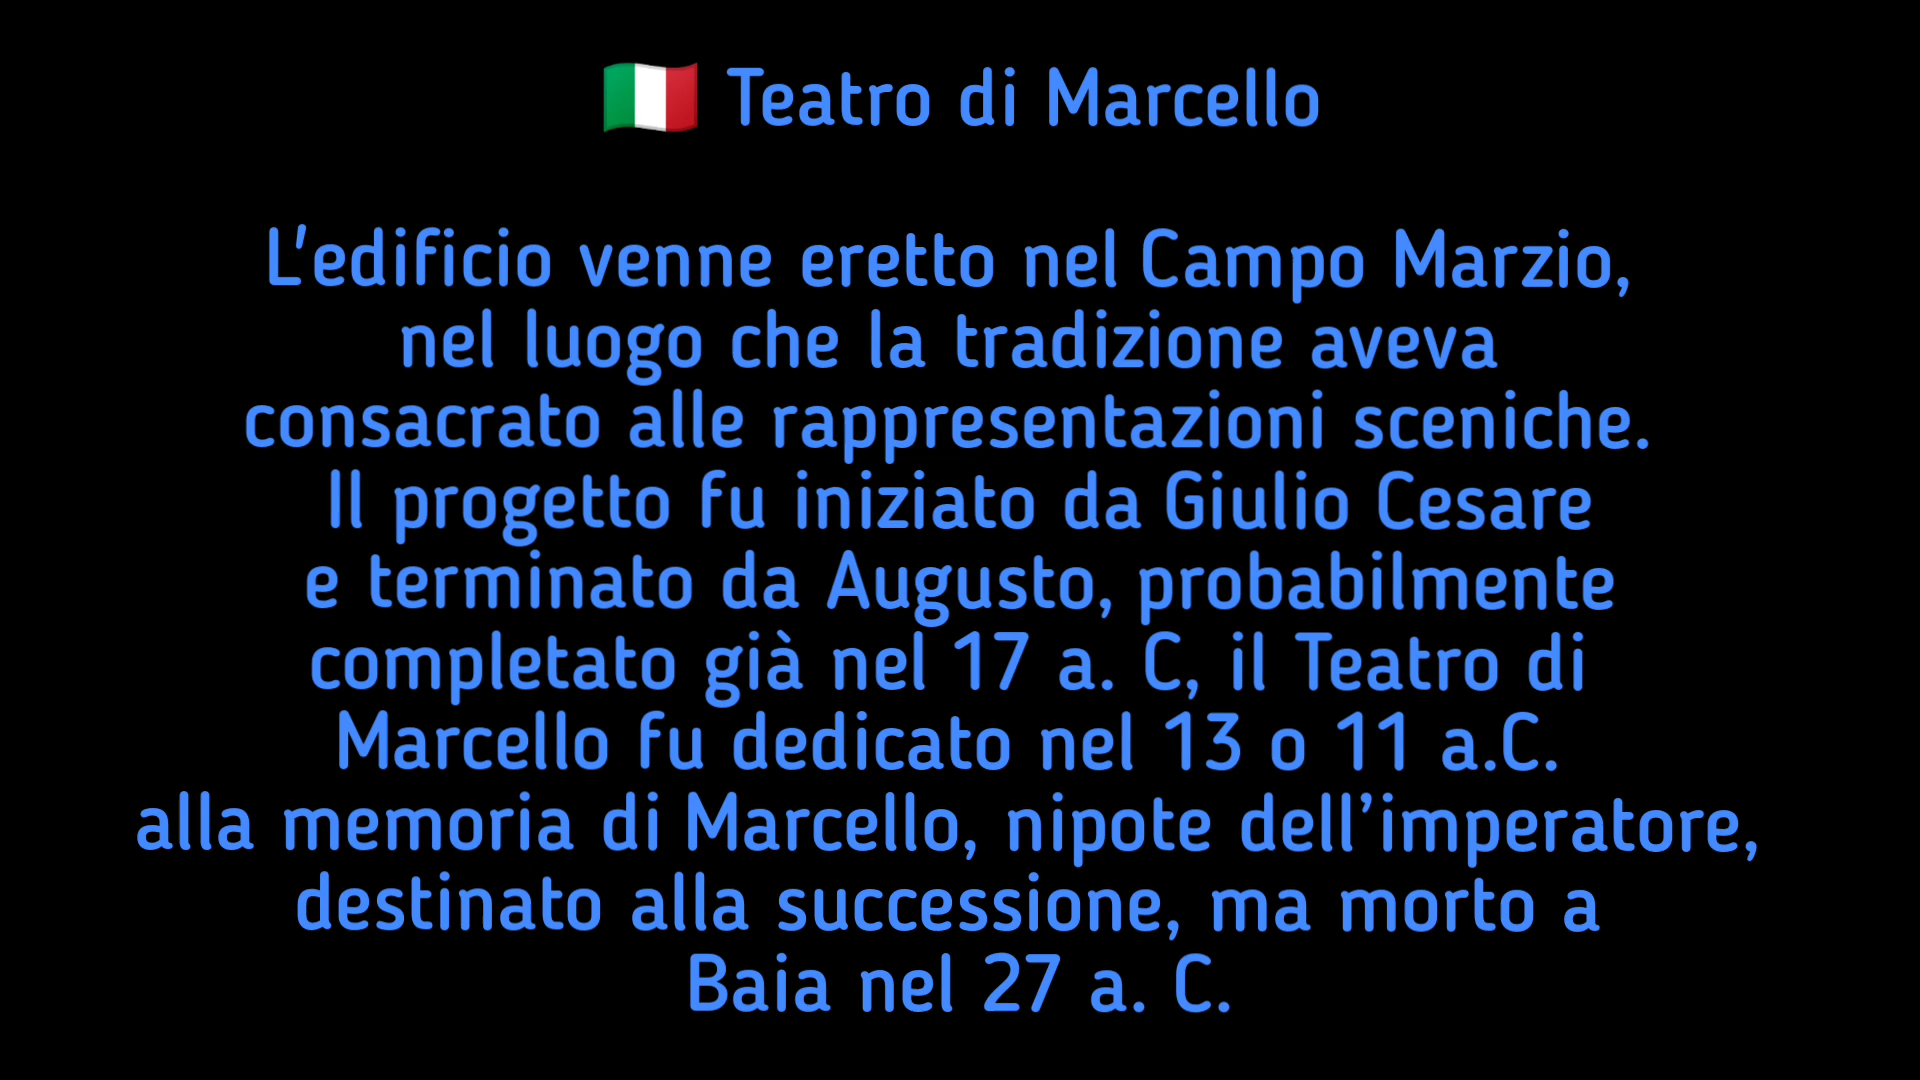 🇮🇹 Teatro di Marcello
L'edificio venne eretto nel Campo Marzio,
nel luogo che la tradizione aveva
consacrato alle rappresentazioni sceniche.
Il progetto fu iniziato da Giulio Cesare
e terminato da Augusto, probabilmente
completato già nel 17 a. C, il Teatro di
Marcello fu dedicato nel 13 o 11 a.C.
alla memoria di Marcello, nipote dell’imperatore,
destinato alla successione, ma morto a
Baia nel 27 a. C.